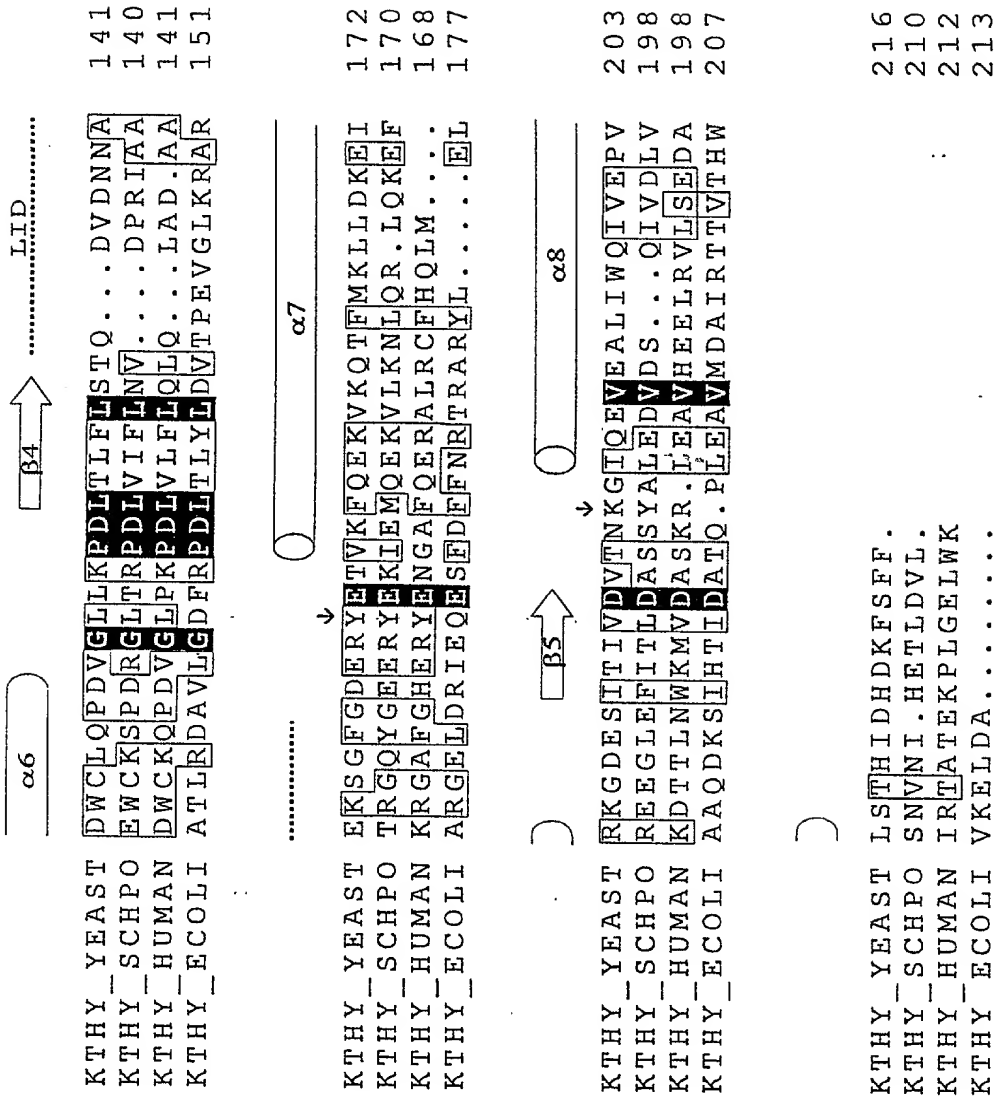 α6 β4 LID
KTHY_YEAST DWCLQPDVGLLKPDLTLFLSTQ...DVDNNA 141
KTHY_SCHPO EWCKSPDRGLTRPDLVIFLNV....DPRIAA 140
KTHY_HUMAN DWCKQPDVGLPKPDLVLFLQLQ...LAD.AA 141
KTHY_ECOLI ATLRDAVLGDFRPDLTLYLDVTPEVGLKRAR 151
α7
↓
KTHY_YEAST EKSGFGDERYETVKFQEKVKQTFMKLLDKEI 172
KTHY_SCHPO TRGQYGEERYEKIEMQEKVLKNLQR.LQKEF 170
KTHY_HUMAN KRGAFGHERYENGAFQERALRCFHQLM.... 168
KTHY_ECOLI ARGELDRIEQESFDFFNRTRARYL.....EL 177
β5 α8
↓
KTHY_YEAST RKGDESITIVDVTNKGIQEVEALIWQIVEPV 203
KTHY_SCHPO REEGLEFITLDASSYALEDVDS...QIVDLV 198
KTHY_HUMAN KDTTLNWKMVDASKR.LEAVHEELRVLSEDA 198
KTHY_ECOLI AAQDKSIHTIDATQ.PLEAVMDAIRTTVTHW 207
KTHY_YEAST LSTHIDHDKFSFF. 216
KTHY_SCHPO SNVNI.HETLDVL. 210
KTHY_HUMAN IRTATEKPLGELWK 212
KTHY_ECOLI VKELDA........ 213